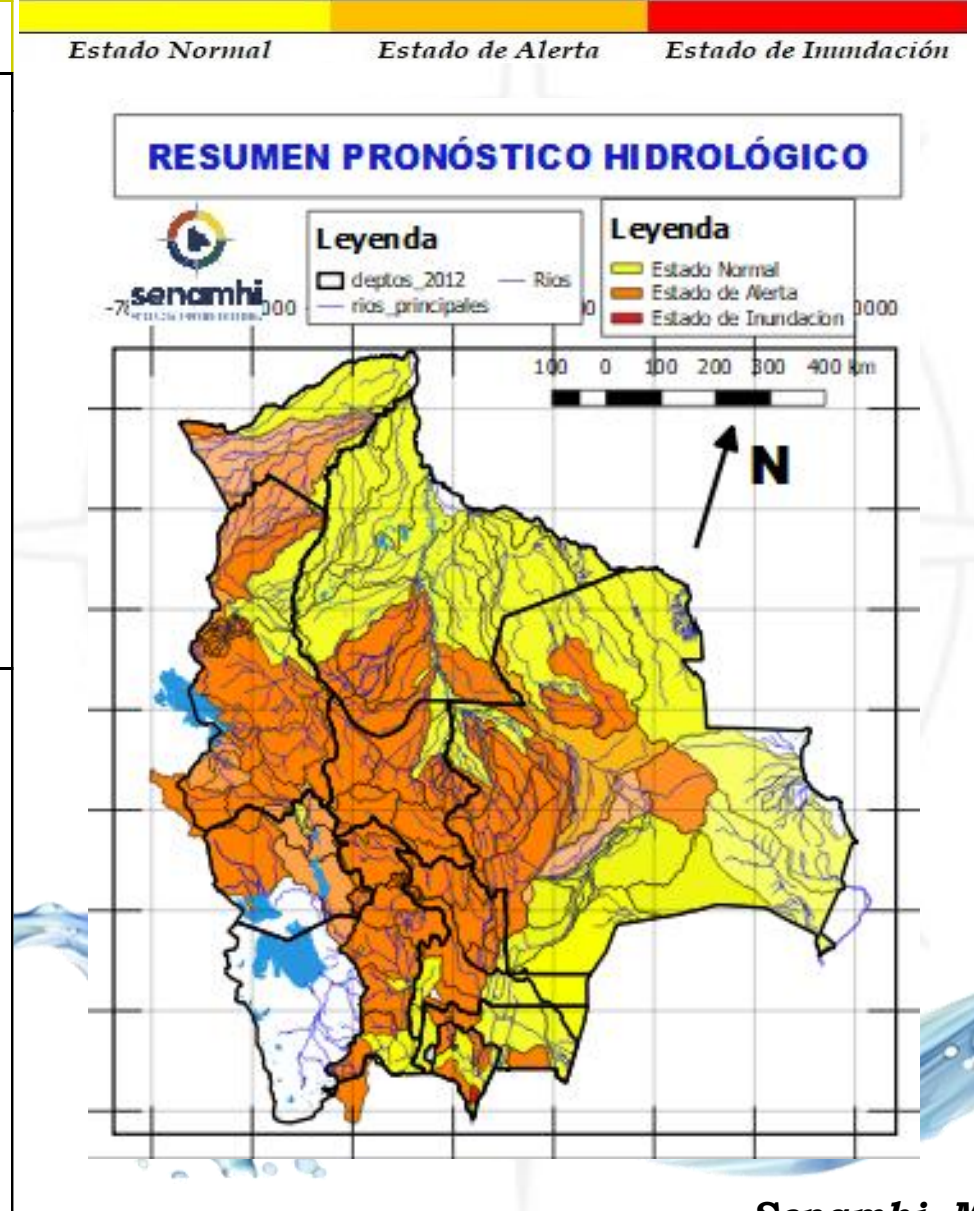 Estado Normal Estado de Alerta Estado de Inundación
RESUMEN PRONÓSTICO HIDROLÓGICO
senamhi
Leyenda
deptos_2012 Rios
rios_principales
Leyenda
Estado Normal
Estado de Alerta
Estado de Inundacion
100 0 100 200 300 400 km
N